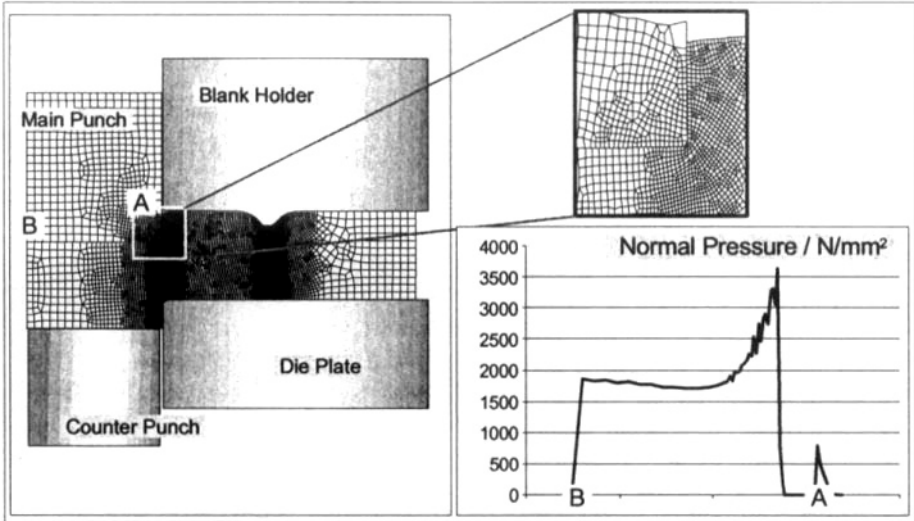 Blank Holder
Main Punch
A
B
Die Plate
Counter Punch
Normal Pressure / N/mm²
4000
3500
3000
2500
2000
1500
1000
500
0
B
A